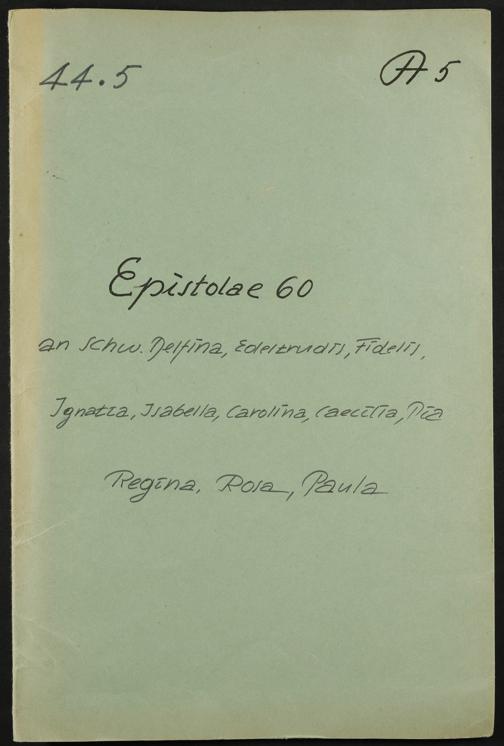 44.5
A 5
Epistolae 60
an Schw. Delfina, Edeltrudis, Fidelis,
Ignatia, Isabella, Carolina, Caecilia, Pia
Regina, Rosa, Paula